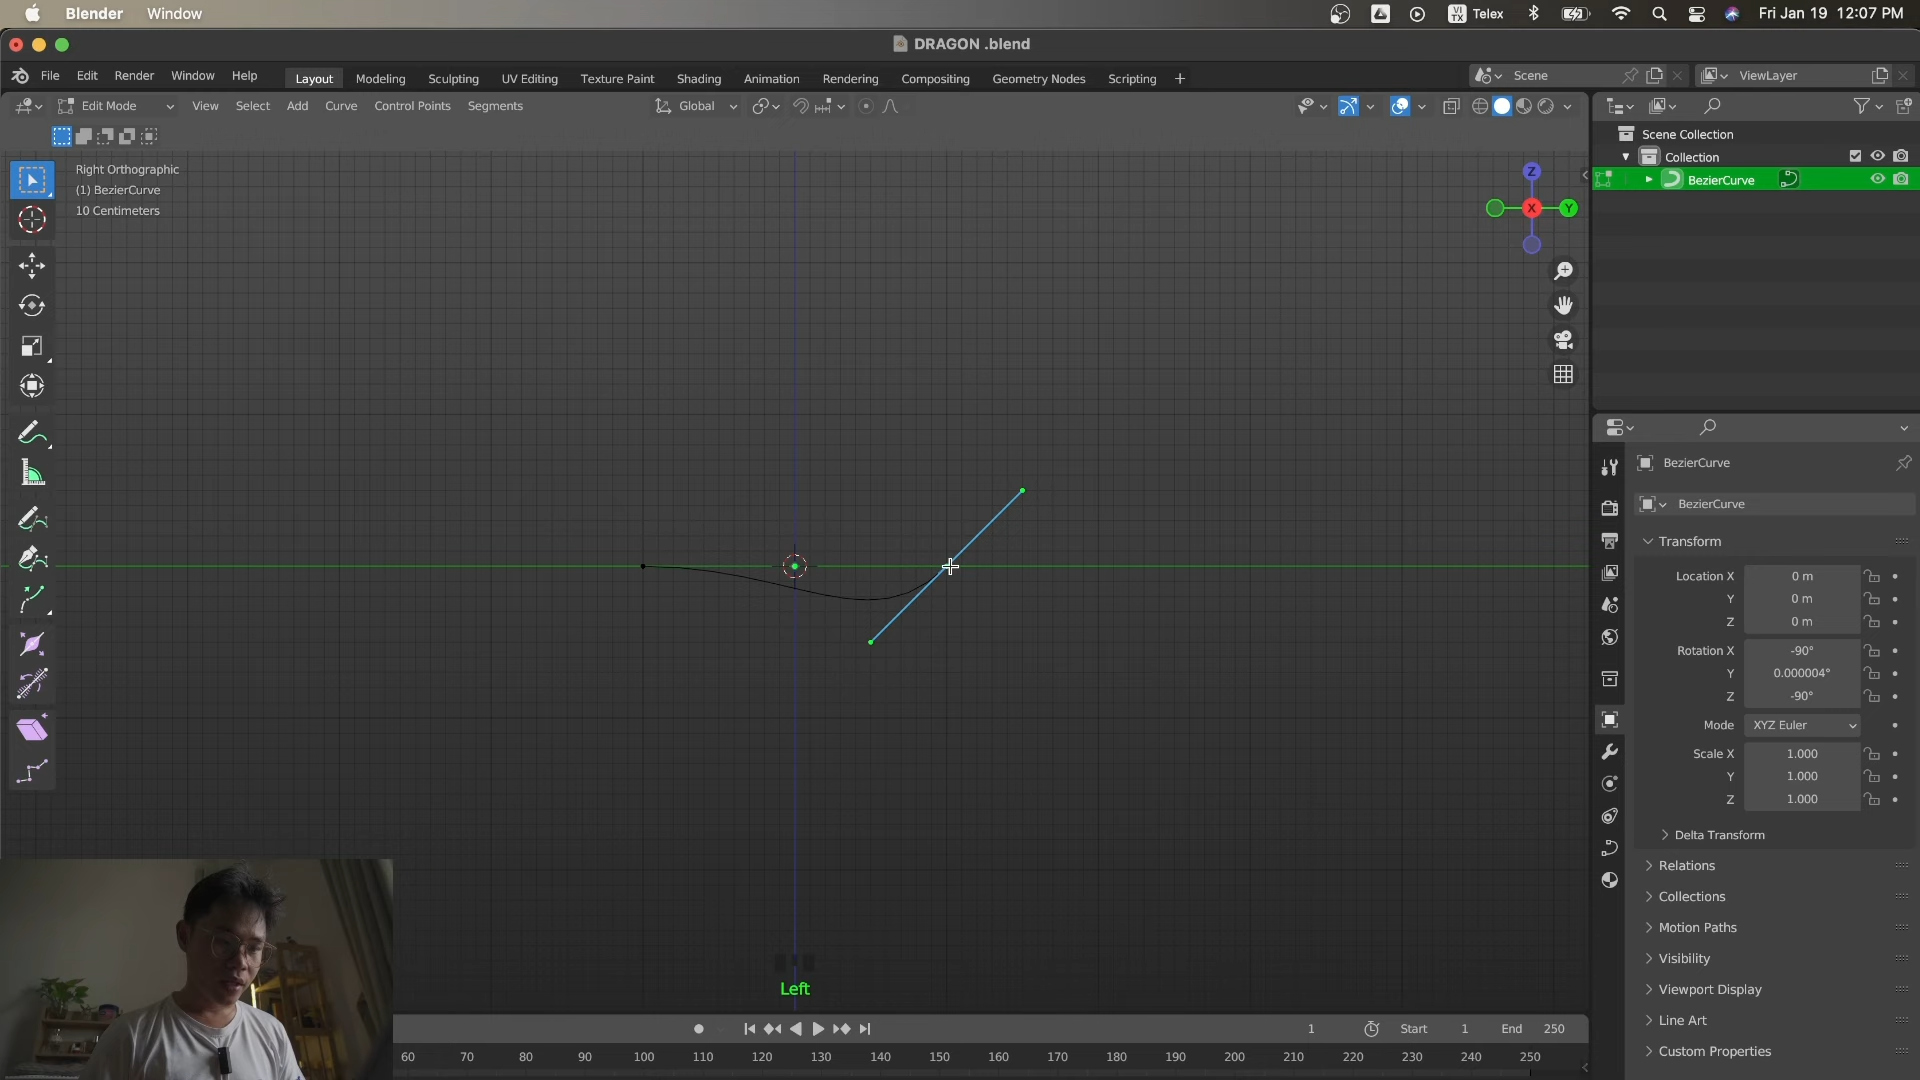 Blender Window Telex Fri Jan 19 12:07 PM
DRAGON .blend
File Edit Render Window Help Layout Modeling Sculpting UV Editing Texture Paint Shading Animation Rendering Compositing Geometry Nodes Scripting + Scene ViewLayer
Edit Mode View Select Add Curve Control Points Segments Global
Right Orthographic
(1) BezierCurve
10 Centimeters
Z
X
Y
Left
Scene Collection
Collection
BezierCurve
BezierCurve
BezierCurve
Transform
Location X 0 m
Y 0 m
Z 0 m
Rotation X -90°
Y 0.000004°
Z -90°
Mode XYZ Euler
Scale X 1.000
Y 1.000
Z 1.000
Delta Transform
Relations
Collections
Motion Paths
Visibility
Viewport Display
Line Art
Custom Properties
1 Start 1 End 250
60 70 80 90 100 110 120 130 140 150 160 170 180 190 200 210 220 230 240 250